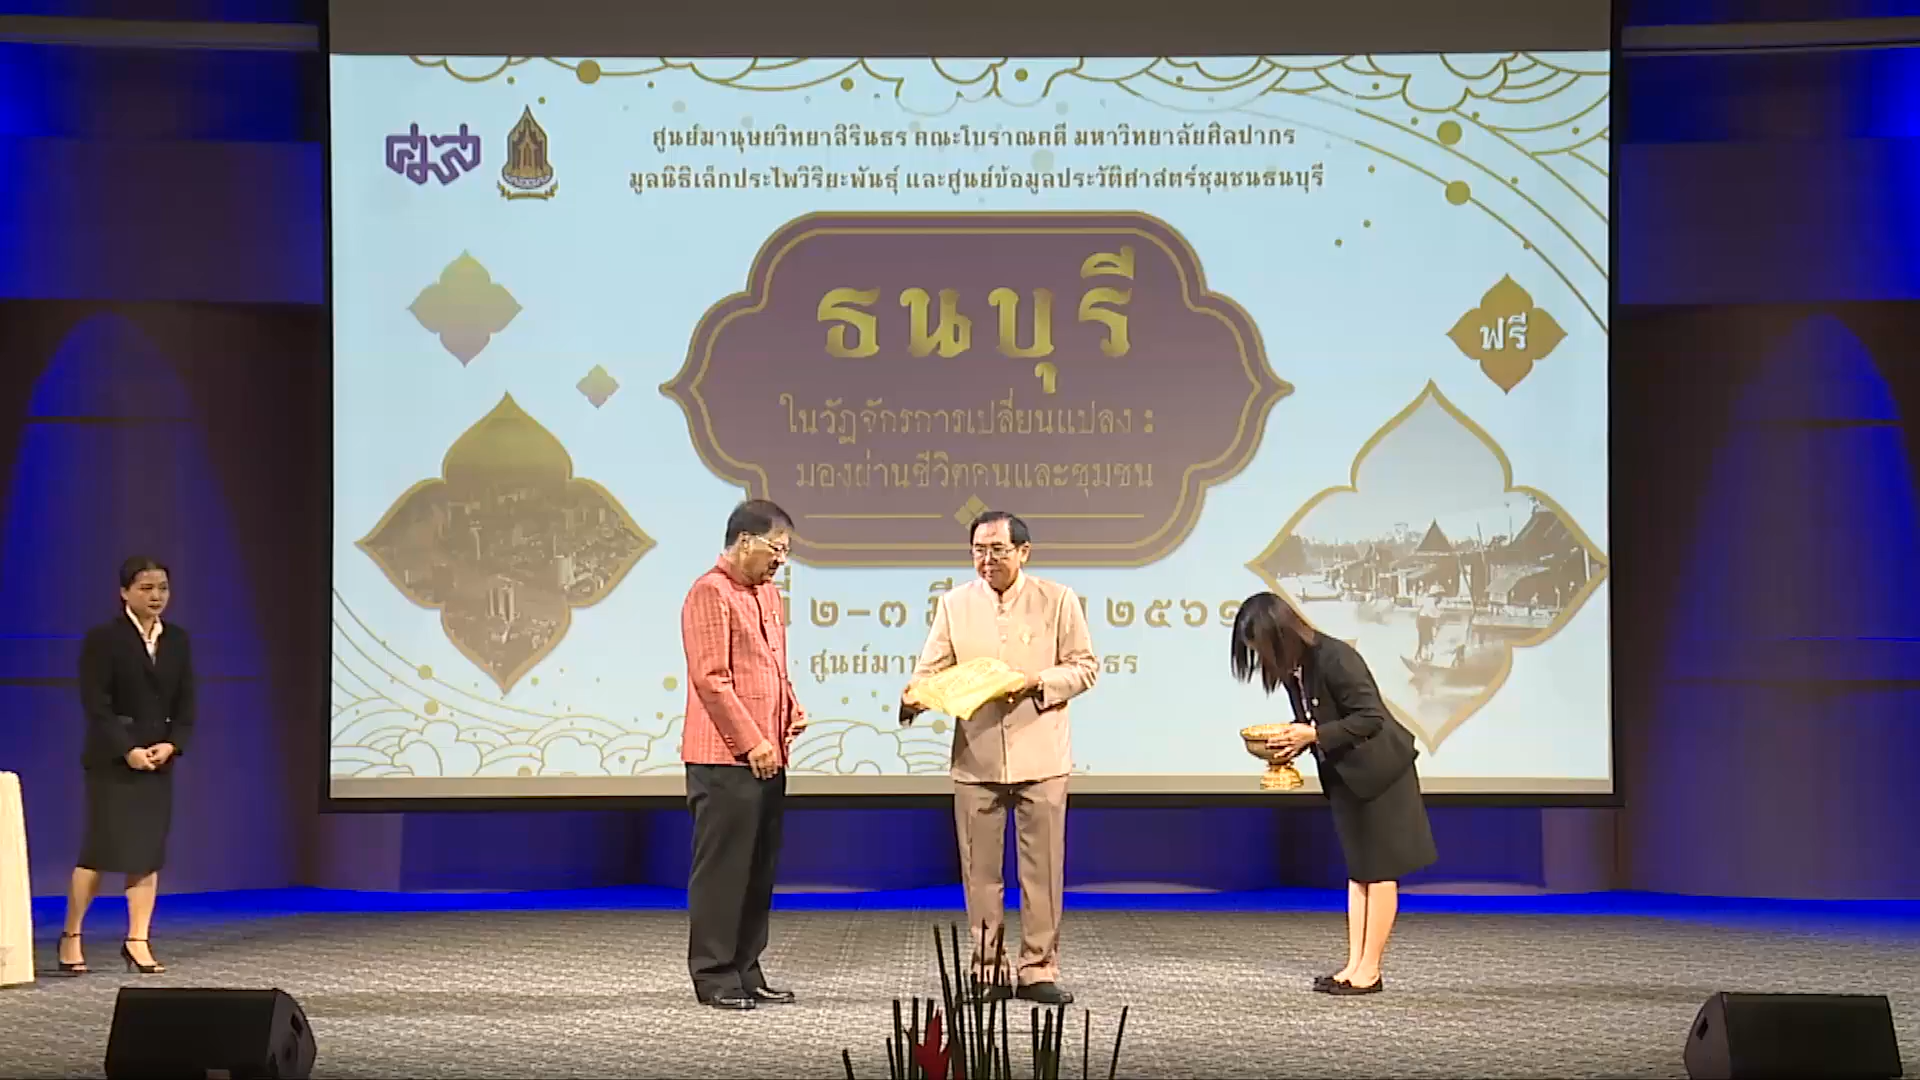 ศูนย์มานุษยวิทยาสิรินธร คณะโบราณคดี มหาวิทยาลัยศิลปากร
มูลนิธิเล็กประไพวิริยะพันธุ์ และศูนย์ข้อมูลประวัติศาสตร์ชุมชนธนบุรี
ศมส
ธนบุรี
ฟรี
ในวัฏจักรการเปลี่ยนแปลง :
มองผ่านชีวิตคนและชุมชน
๒–๓ ๒๕๖๑